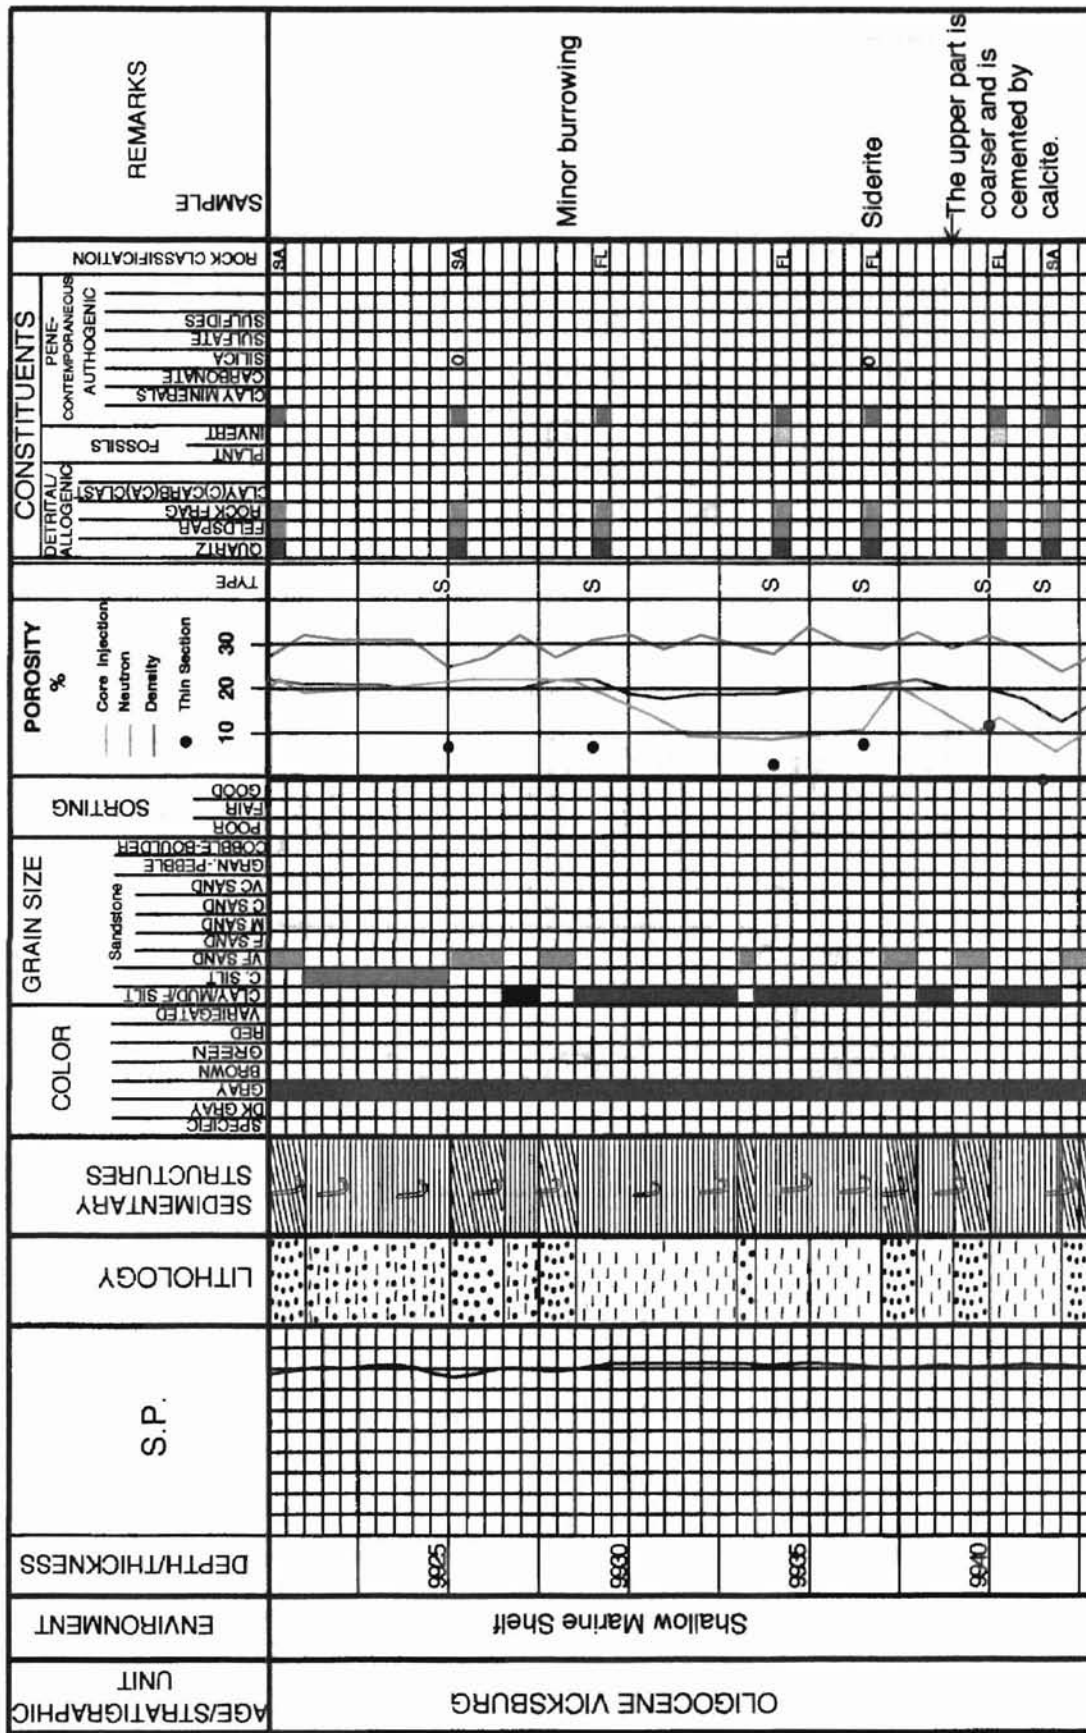 AGE/STRATIGRAPHIC
UNIT
ENVIRONMENT
DEPTH/THICKNESS
S.P.
LITHOLOGY
SEDIMENTARY
STRUCTURES
COLOR
SPECIFIC
DK GRAY
GRAY
BROWN
GREEN
RED
VARIEGATED
GRAIN SIZE
CLAY/MUD/F SILT
C. SILT
Sandstone
VF SAND
F SAND
M SAND
C SAND
VC SAND
GRAN.-PEBBLE
COBBLE-BOULDER
SORTING
POOR
FAIR
GOOD
POROSITY
%
Core Injection
Neutron
Density
Thin Section
10 20 30
TYPE
CONSTITUENTS
DETRITAL/
ALLOGENIC
QUARTZ
FELDSPAR
ROCK FRAG
CLAY(C)CARB(CA)CLAST
FOSSILS
PLANT
INVERT
PENE-
CONTEMPORANEOUS
AUTHOGENIC
CLAY MINERALS
CARBONATE
SILICA
SULFATE
SULFIDES
ROCK CLASSIFICATION
SAMPLE
REMARKS
OLIGOCENE VICKSBURG
Shallow Marine Shelf
9925
9930
9935
9940
S
S
S
S
S
S
O
O
SA
SA
FL
FL
FL
FL
SA
Minor burrowing
Siderite
The upper part is
coarser and is
cemented by
calcite.